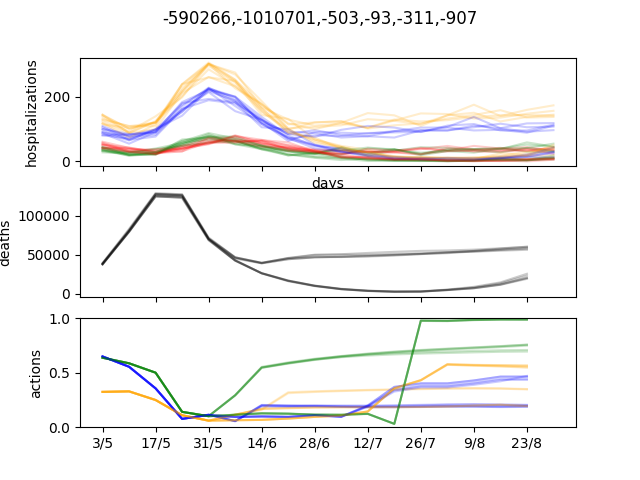 -590266,-1010701,-503,-93,-311,-907
hospitalizations
200
0
days
deaths
100000
50000
0
actions
1.0
0.5
0.0
3/5 17/5 31/5 14/6 28/6 12/7 26/7 9/8 23/8